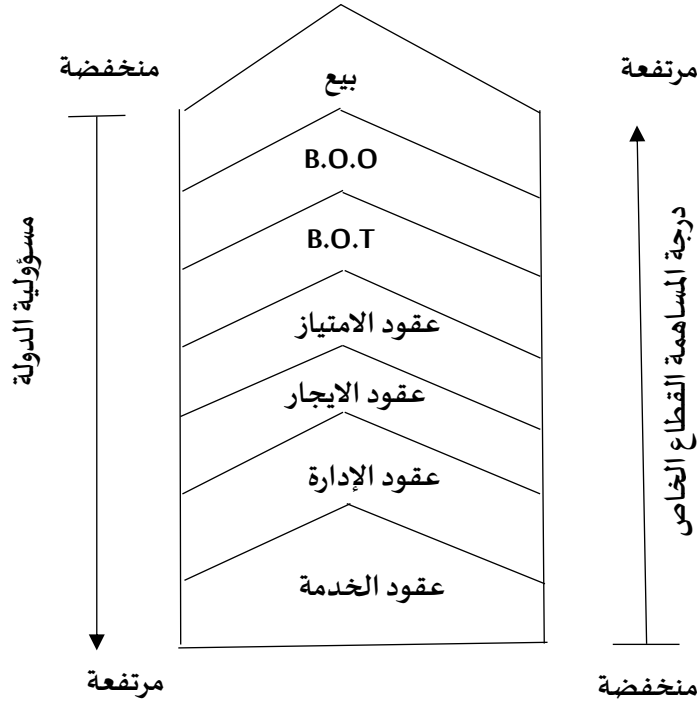 مرتفعة
منخفضة
بيع
B.O.O
B.O.T
عقود الامتياز
عقود الايجار
عقود الإدارة
عقود الخدمة
درجة المساهمة القطاع الخاص
مسؤولية الدولة
منخفضة
مرتفعة